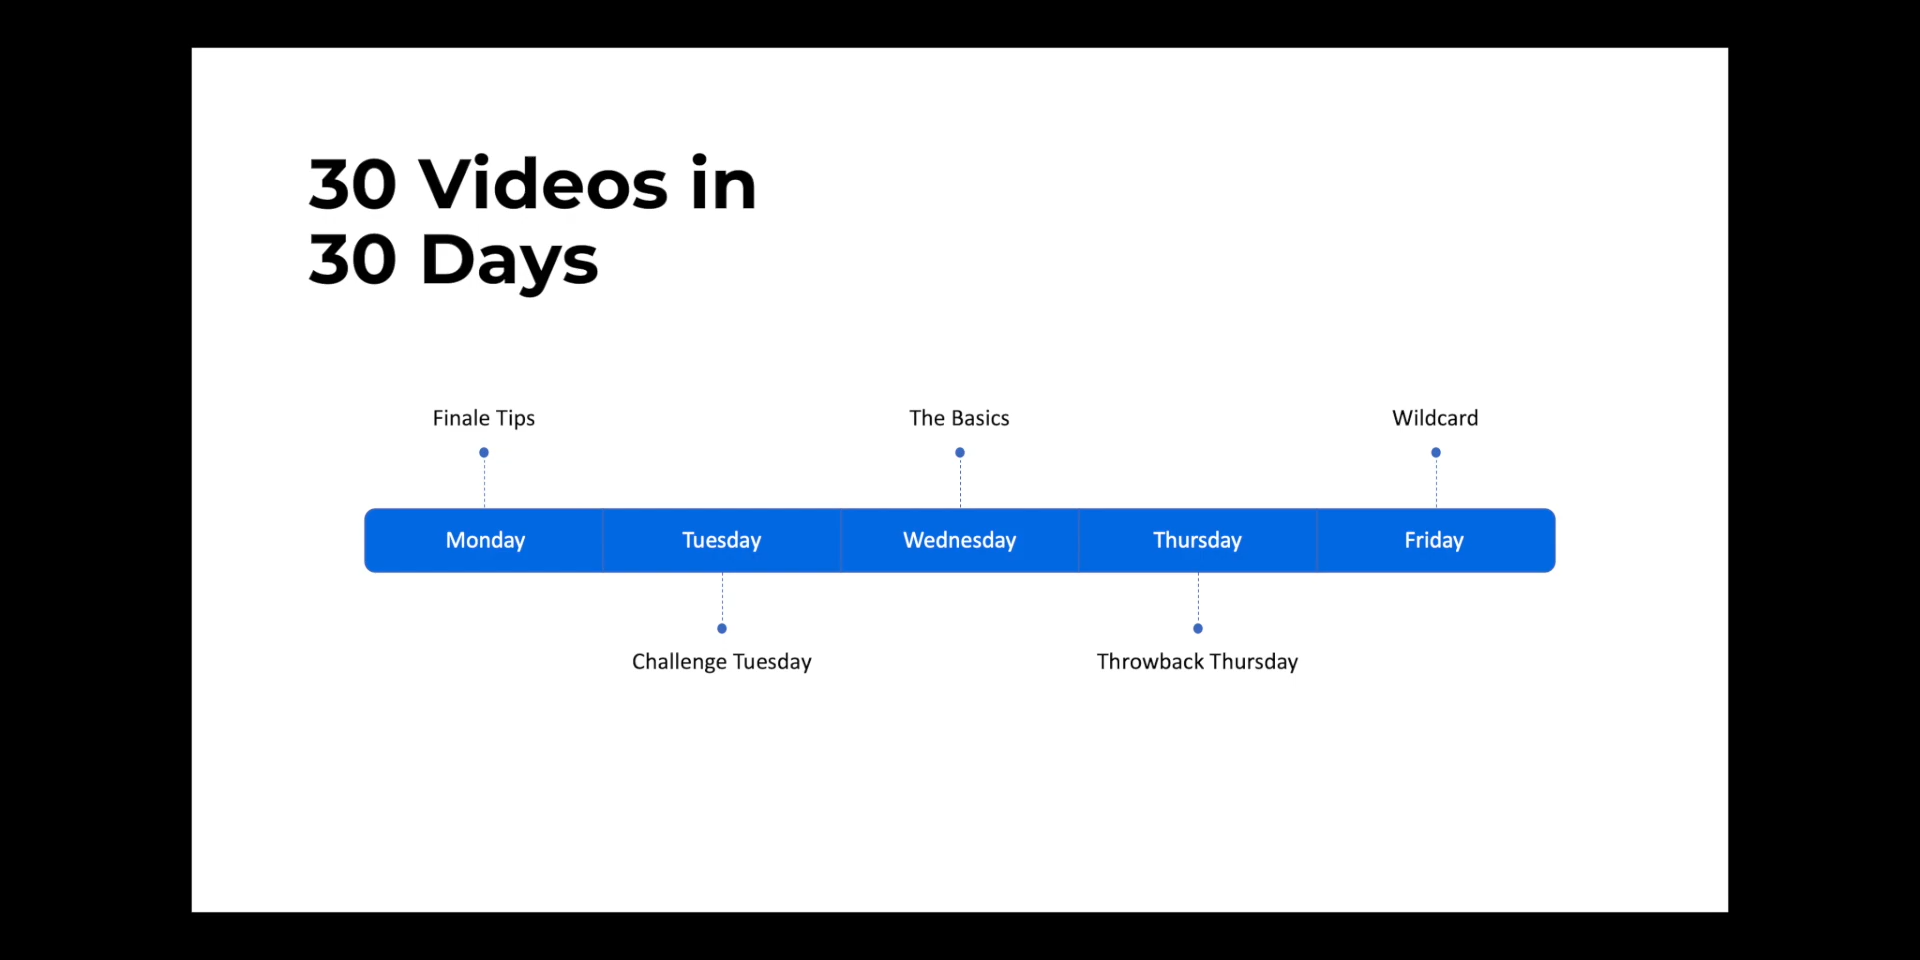 30 Videos in
30 Days
Finale Tips
The Basics
Wildcard
Monday
Tuesday
Wednesday
Thursday
Friday
Challenge Tuesday
Throwback Thursday